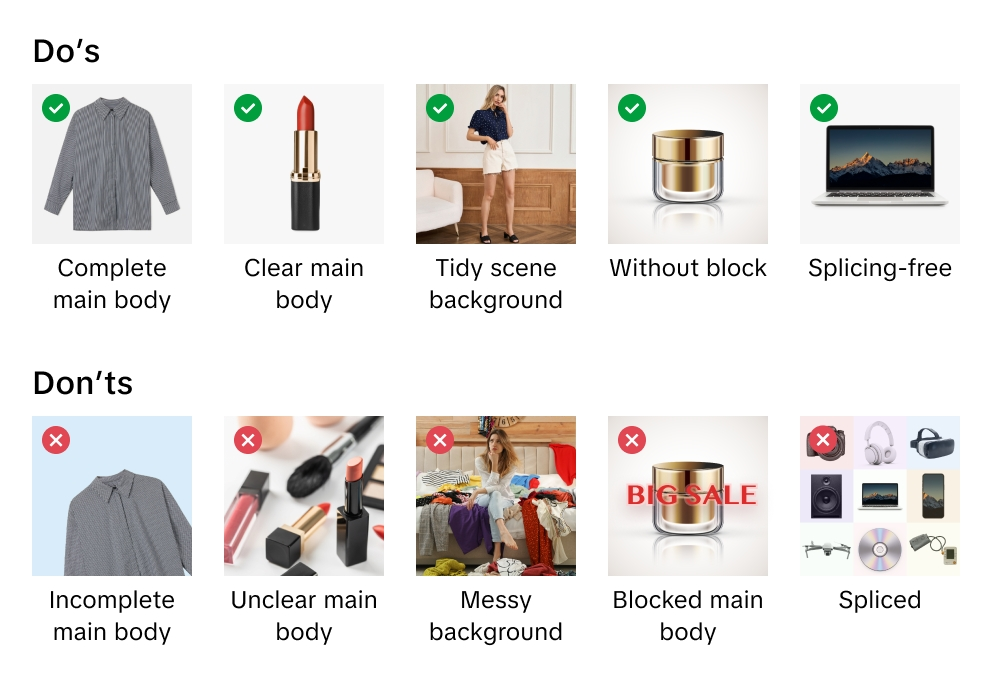 Do’s
Complete
main body
Clear main
body
Tidy scene
background
Without block
Splicing-free
Don’ts
BIG SALE
Incomplete
main body
Unclear main
body
Messy
background
Blocked main
body
Spliced